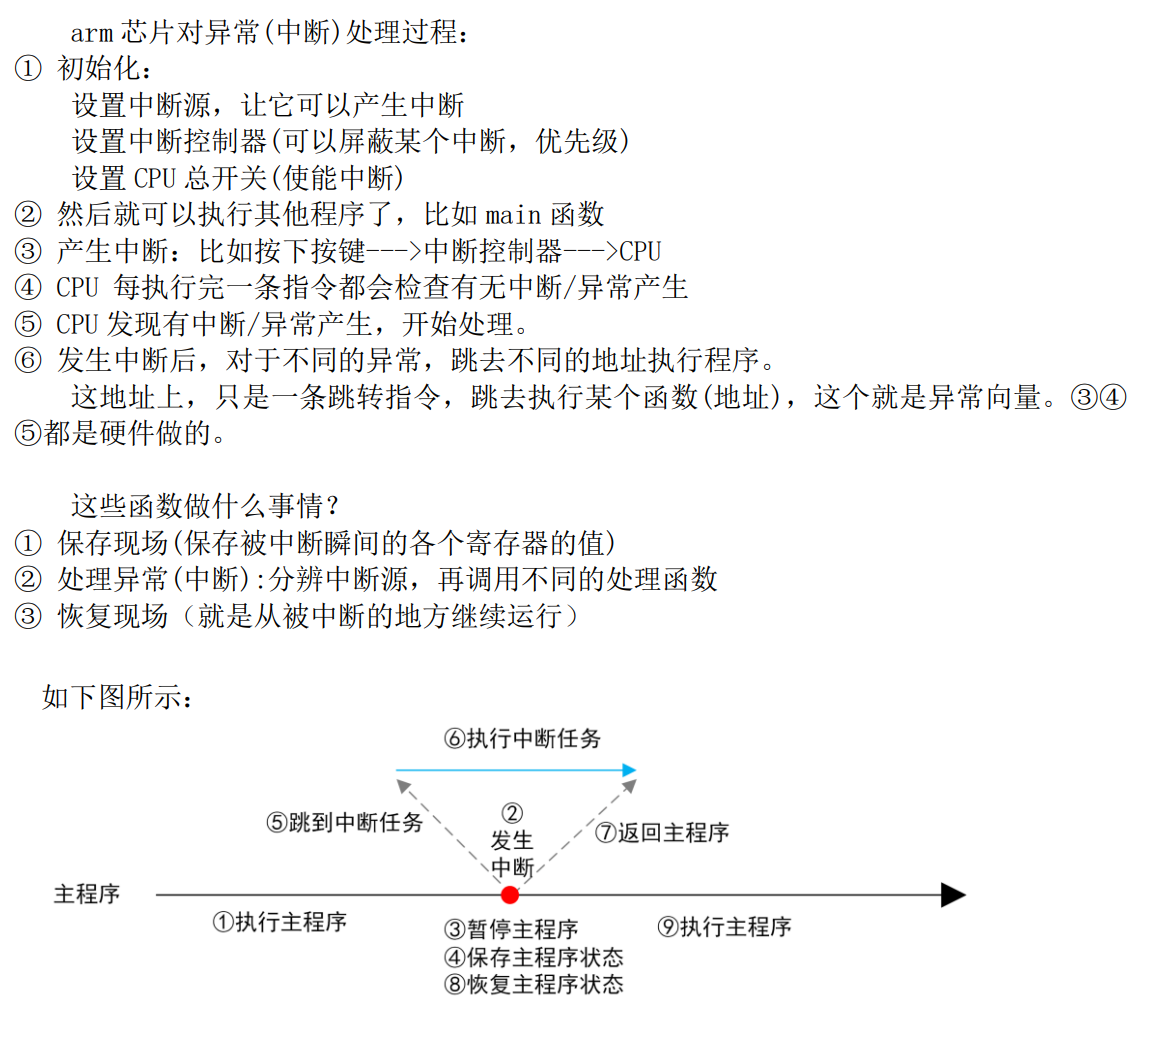 arm 芯片对异常(中断)处理过程：
① 初始化：
设置中断源，让它可以产生中断
设置中断控制器(可以屏蔽某个中断，优先级)
设置 CPU 总开关(使能中断)
② 然后就可以执行其他程序了，比如 main 函数
③ 产生中断：比如按下按键--->中断控制器--->CPU
④ CPU 每执行完一条指令都会检查有无中断/异常产生
⑤ CPU 发现有中断/异常产生，开始处理。
⑥ 发生中断后，对于不同的异常，跳去不同的地址执行程序。
这地址上，只是一条跳转指令，跳去执行某个函数(地址)，这个就是异常向量。③④
⑤都是硬件做的。
这些函数做什么事情？
① 保存现场(保存被中断瞬间的各个寄存器的值)
② 处理异常(中断):分辨中断源，再调用不同的处理函数
③ 恢复现场（就是从被中断的地方继续运行）
如下图所示：
⑥执行中断任务
⑤跳到中断任务
②
发生
中断
⑦返回主程序
主程序
①执行主程序
③暂停主程序
④保存主程序状态
⑧恢复主程序状态
⑨执行主程序